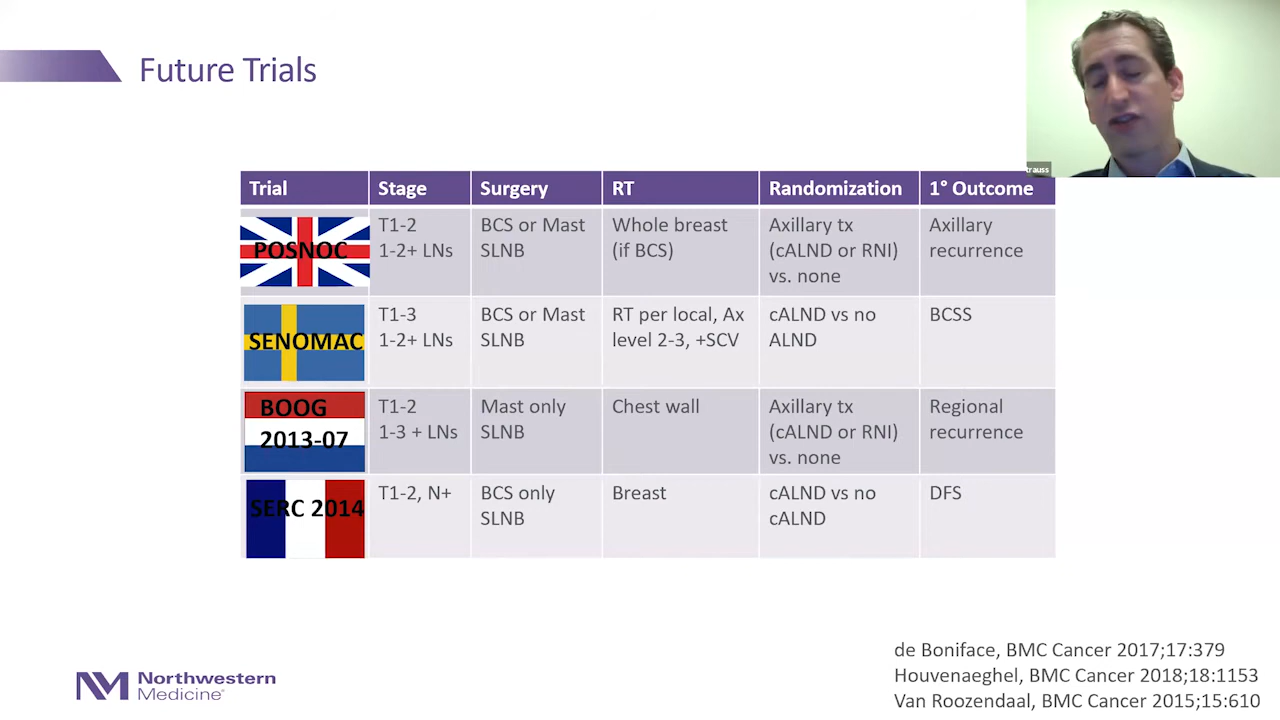 Future Trials
trauss
Trial Stage Surgery RT Randomization 1° Outcome
POSNOC T1-2 BCS or Mast Whole breast Axillary tx Axillary
1-2+ LNs SLNB (if BCS) (cALND or RNI) recurrence
vs. none
SENOMAC T1-3 BCS or Mast RT per local, Ax cALND vs no BCSS
1-2+ LNs SLNB level 2-3, +SCV ALND
BOOG T1-2 Mast only Chest wall Axillary tx Regional
2013-07 1-3 + LNs SLNB (cALND or RNI) recurrence
vs. none
SERC 2014 T1-2, N+ BCS only Breast cALND vs no DFS
SLNB cALND
de Boniface, BMC Cancer 2017;17:379
Houvenaeghel, BMC Cancer 2018;18:1153
Van Roozendaal, BMC Cancer 2015;15:610
NM Northwestern
Medicine®